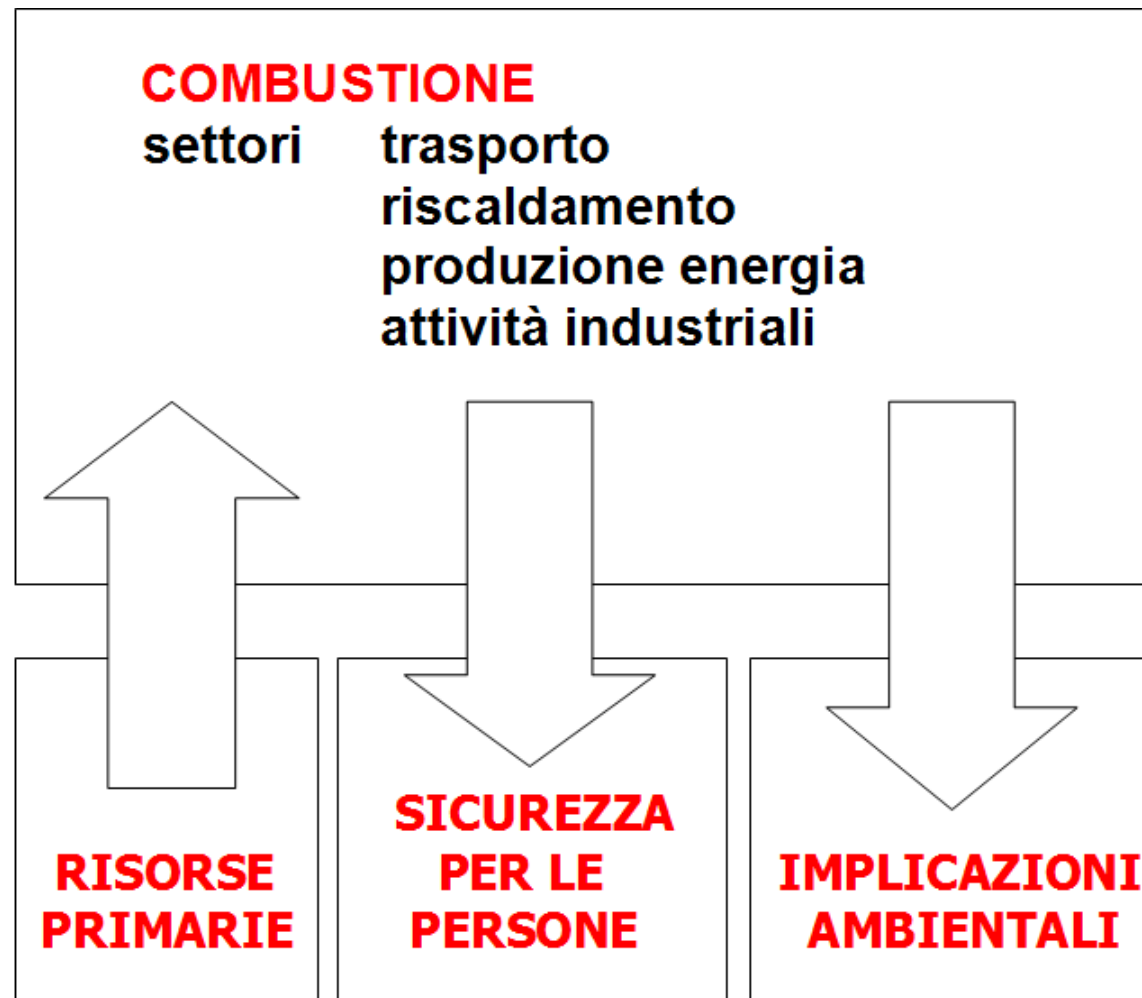 COMBUSTIONE
settori trasporto
riscaldamento
produzione energia
attività industriali
RISORSE
PRIMARIE
SICUREZZA
PER LE
PERSONE
IMPLICAZIONI
AMBIENTALI